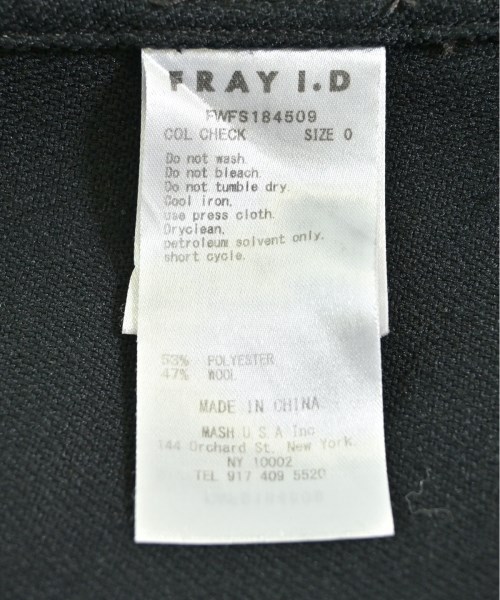 FRAY I.D
FWFS184509
COL CHECK SIZE 0
Do not wash.
Do not bleach.
Do not tumble dry.
Cool iron.
use press cloth.
Dryclean.
petroleum solvent only.
short cycle.
53% POLYESTER
47% WOOL
MADE IN CHINA
MASH U.S.A Inc
144 Orchard St. New York.
NY 10002
TEL 917 409 5520